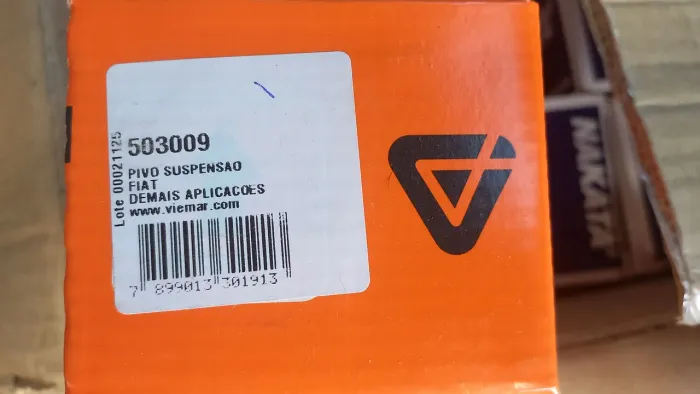 503009
PIVO SUSPENSAO
FIAT
DEMAIS APLICACOES
www.viemar.com
Lote 00021125
7 899013 301913
NAKATA